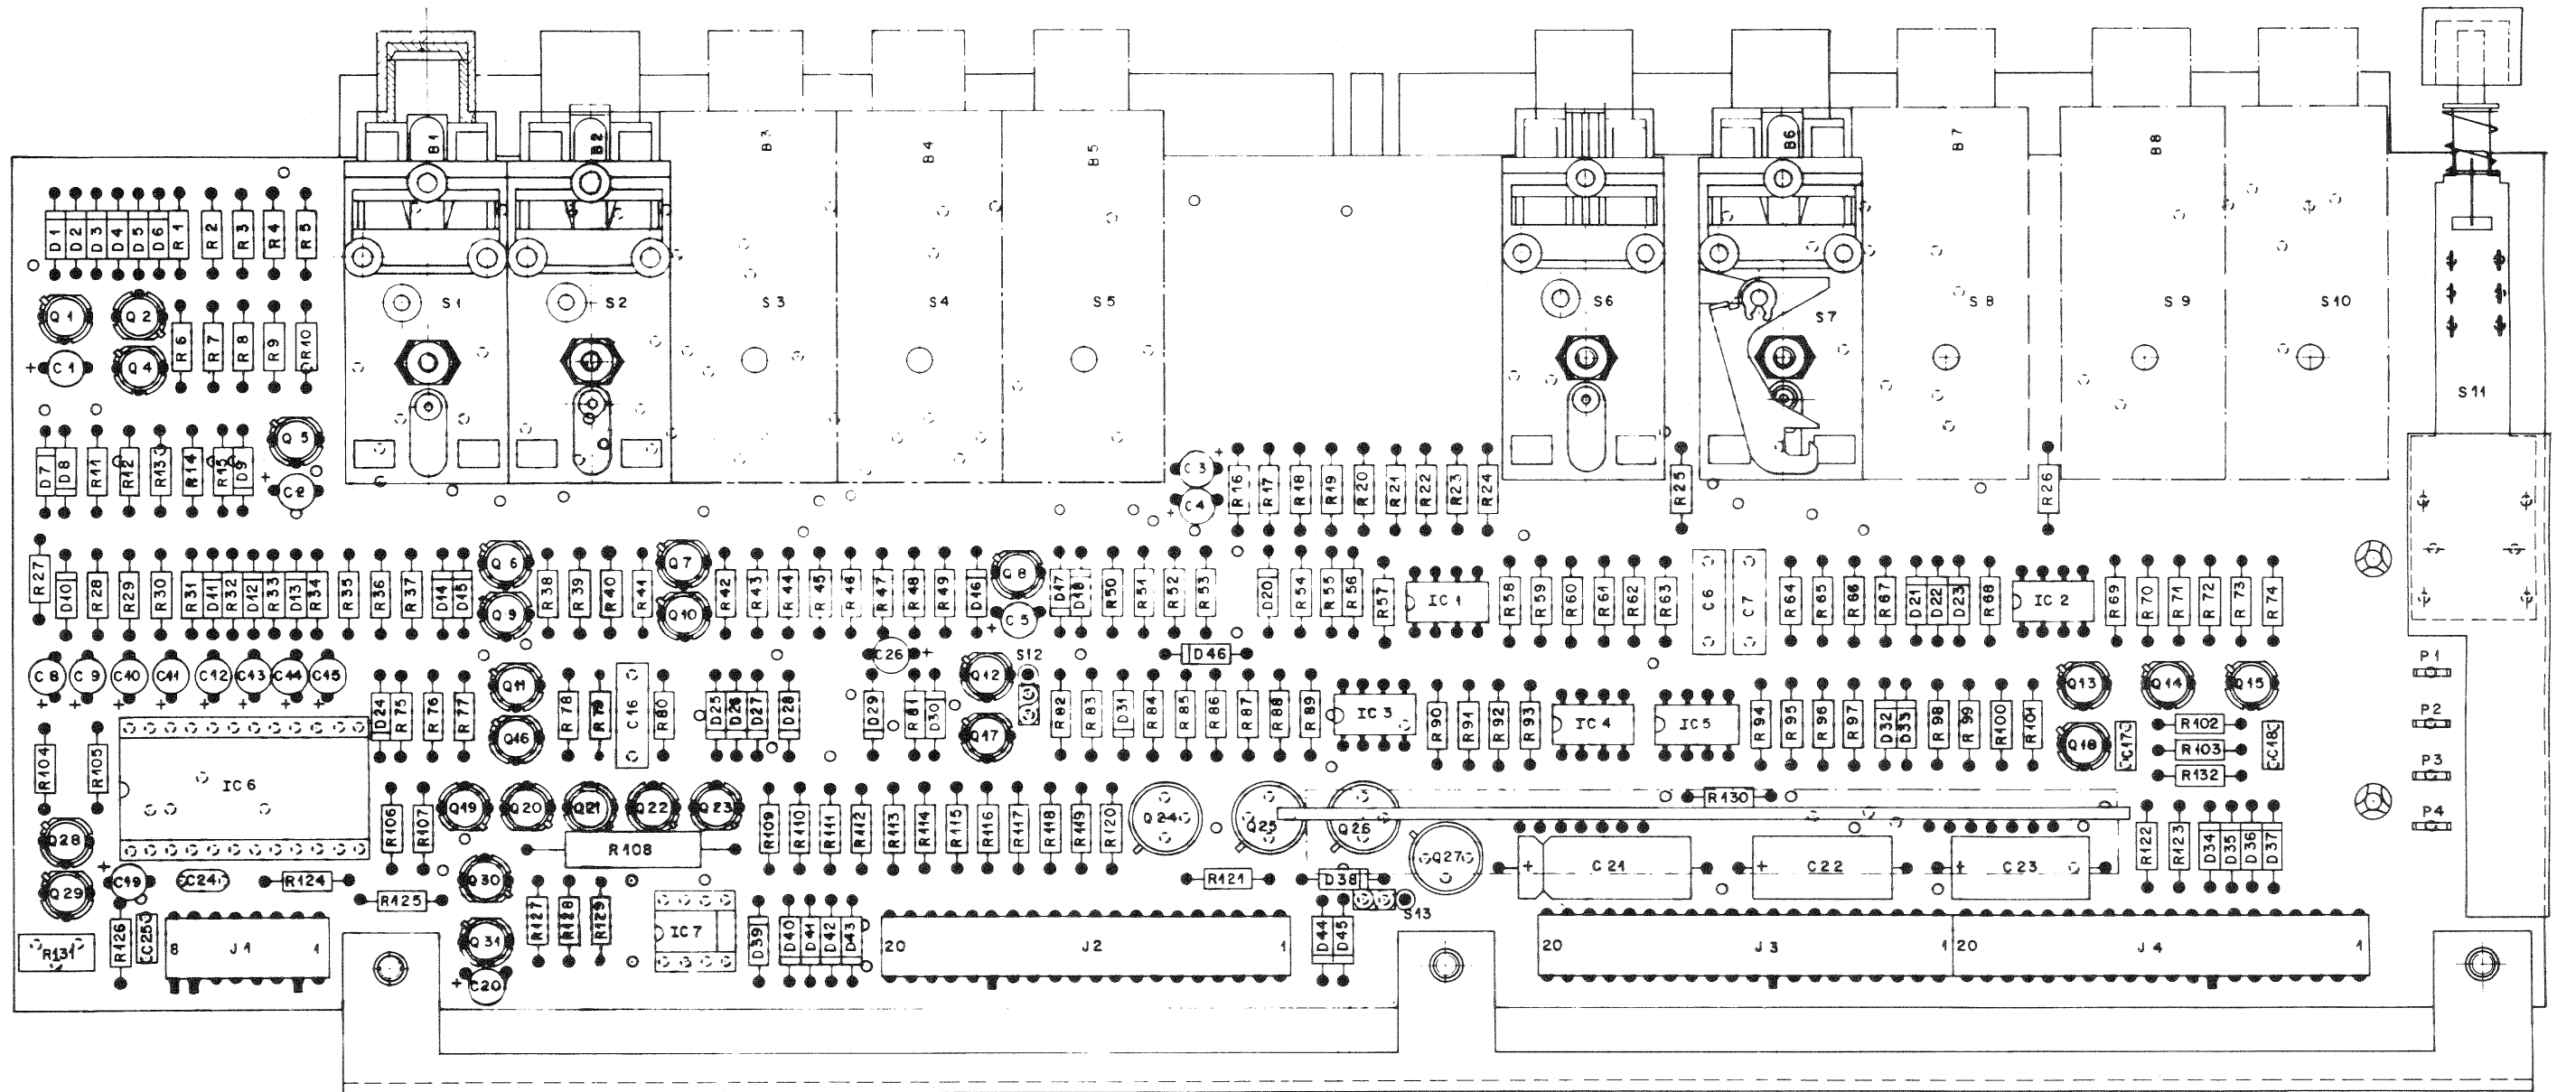 B1 B2 B3 B4 B5 B6 B7 B8
D1 D2 D3 D4 D5 D6 R1 R2 R3 R4 R5
S1 S2 S3 S4 S5 S6 S7 S8 S9 S10
Q1 Q2
R6 R7 R8 R9 R10
+ C1 Q4
S11
Q5
D7 D8 R11 R12 R13 R14 R15 D9
+ C2
C3 +
+ C4
R16 R17 R18 R19 R20 R21 R22 R23 R24 R25 R26
R27 D10 R28 R29 R30 R31 D11 R32 D12 R33 D13 R34 R35 R36 R37 D14 D15
Q6 Q9
R38 R39 R40 R41
Q7 Q10
R42 R43 R44 R45 R46 R47 R48 R49 D16
Q8
+ C5
D17 D18 R50 R51 R52 R53 D20 R54 R55 R56 R57
IC1
R58 R59 R60 R61 R62 R63 C6 C7 R64 R65 R66 R67 D21 D22 D23 R68
IC2
R69 R70 R71 R72 R73 R74
C26 +
S12
D46
P1
C8 C9 C10 C11 C12 C13 C14 C15
+ + + + + + + +
D24 R75 R76 R77
Q11 Q16
R78 R79 C16 R80 D25 D26 D27 D28 D29 R81 D30
Q12 Q17
R82 R83 D31 R84 R85 R86 R87 R88 R89
IC3
R90 R91 R92 R93
IC4
IC5
R94 R95 R96 R97 D32 D33 R98 R99 R100 R101
Q13 Q14 Q15
Q18 C17 R102 R103 R132 C18
P2
P3
P4
R104 R105
IC6
R106 R107
Q19 Q20 Q21 Q22 Q23
R108
R109 R110 R111 R112 R113 R114 R115 R116 R117 R118 R119 R120
Q24 Q25 Q26
R130
Q27
+ C21
+ C22
+ C23
R122 R123 D34 D35 D36 D37
Q28
Q29
+ C19
C24
R124
R125
Q30
R121
D38
S13
R131
R126 C25
8 J1 1
Q31
+ C20
R127 R128 R129
IC7
D39 D40 D41 D42 D43
20 J2 1
D44 D45
20 J3 1
20 J4 1